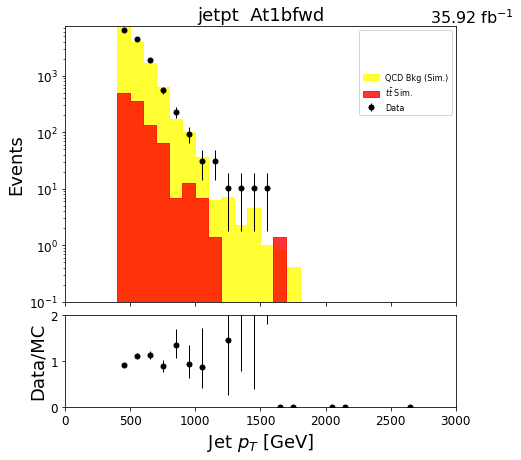 jetpt At1bfwd
35.92 fb⁻¹
QCD Bkg (Sim.)
tt̄ Sim.
Data
Events
10³
10²
10¹
10⁰
10⁻¹
Data/MC
2
1
0
0 500 1000 1500 2000 2500 3000
Jet p_T [GeV]